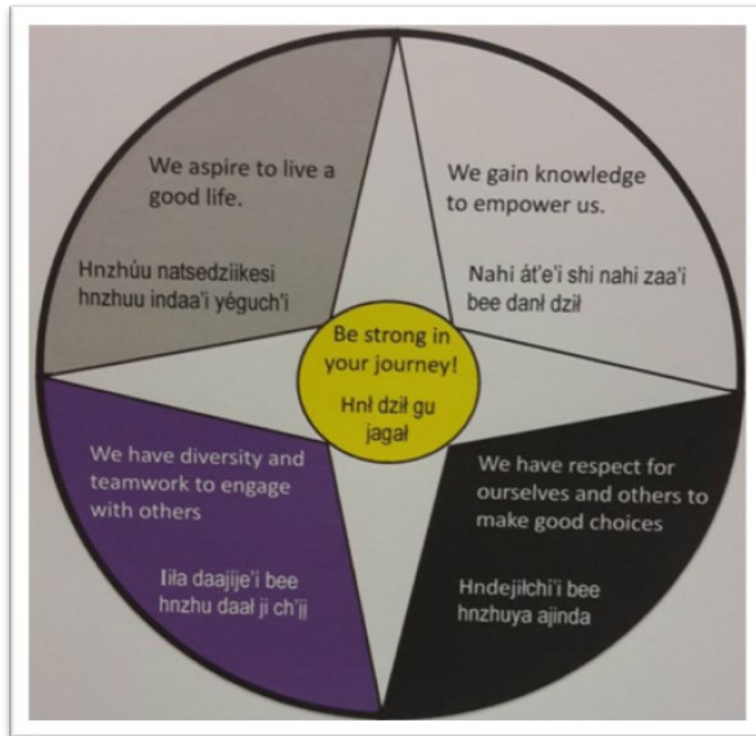 We aspire to live a
good life.
Hnzhúu natsedzíikesi
hnzhuu indaa'i yéguch'i
We gain knowledge
to empower us.
Nahi át'e'i shi nahi zaa'i
bee danł dził
Be strong in
your journey!
Hnł dził gu
jagał
We have diversity and
teamwork to engage
with others
Iiła daajije'i bee
hnzhu daał ji ch'įį
We have respect for
ourselves and others to
make good choices
Hndejiłchi'i bee
hnzhuya ajinda